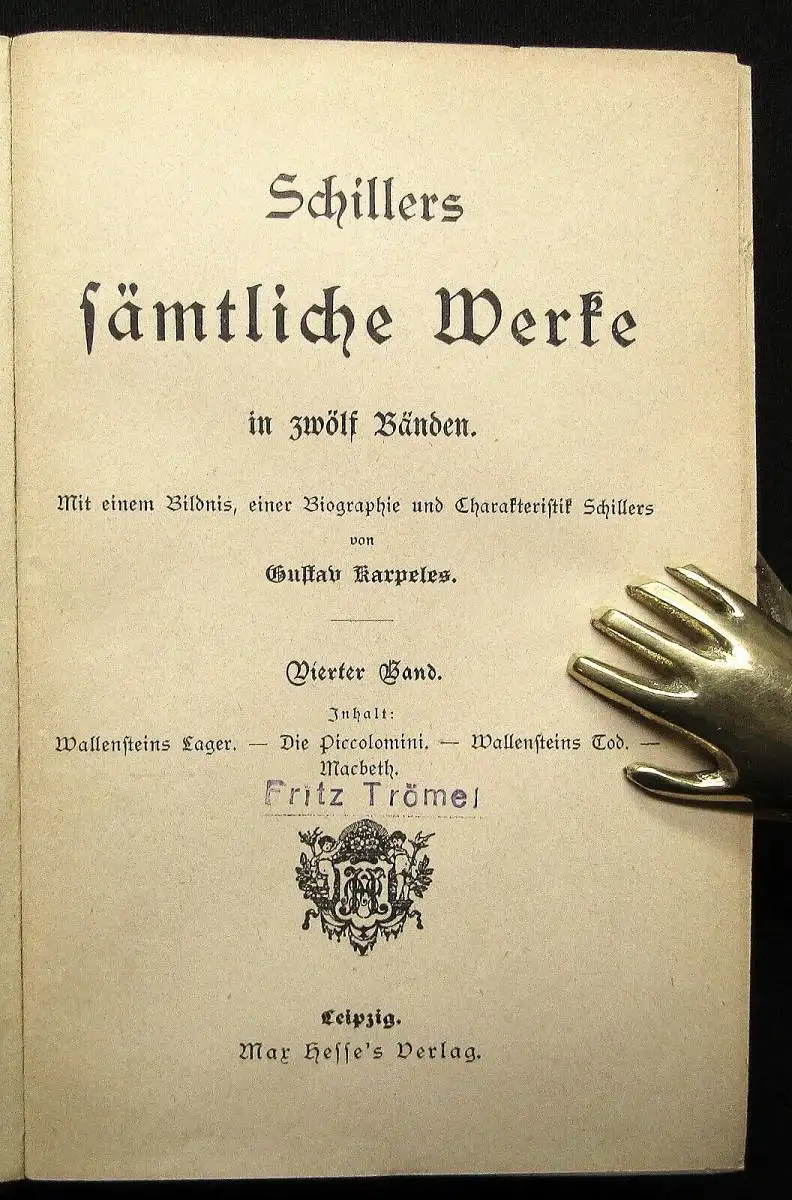 Schillers
sämtliche Werke
in zwölf Bänden.
Mit einem Bildnis, einer Biographie und Charakteristik Schillers
von
Gustav Karpeles.
Vierter Band.
Inhalt:
Wallensteins Lager. — Die Piccolomini. — Wallensteins Tod. —
Macbeth.
Fritz Trömel
Leipzig.
Max Hesse's Verlag.